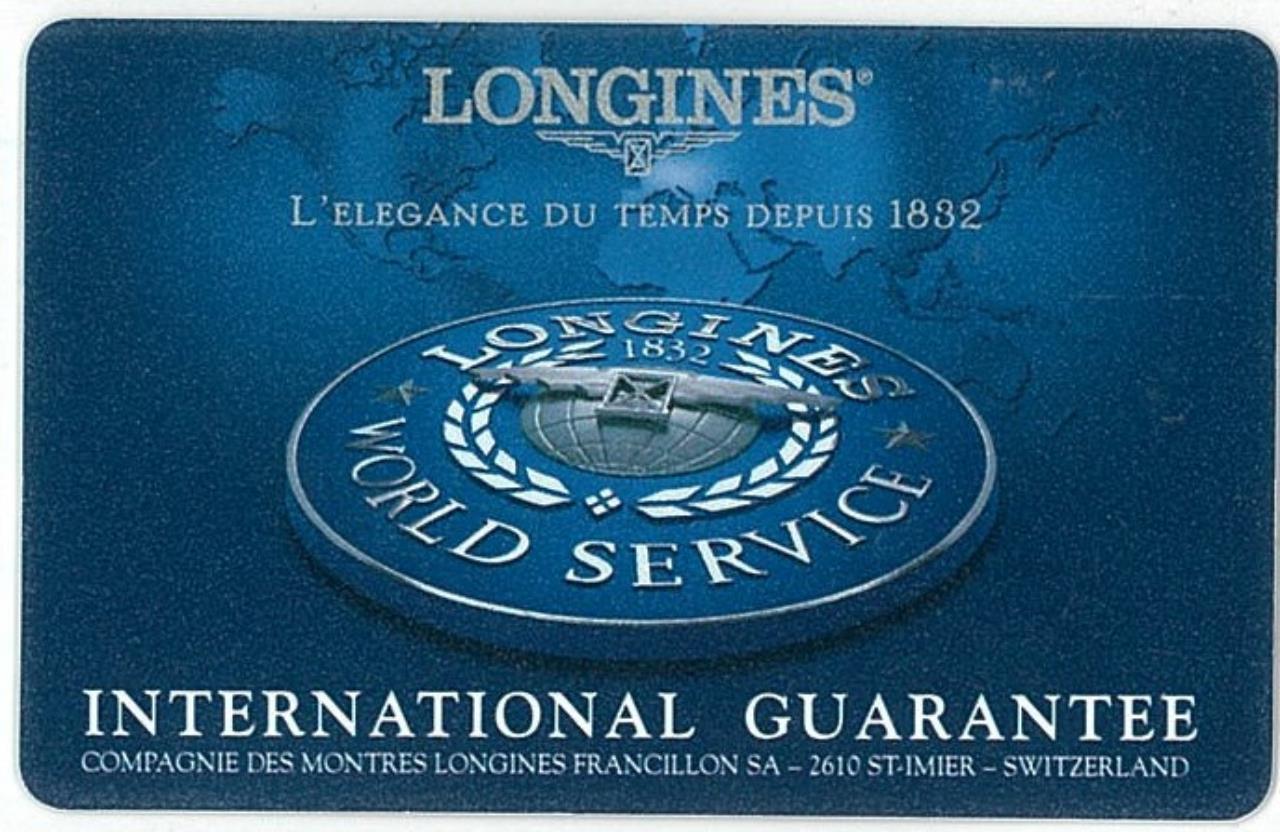 LONGINES®
L'ELEGANCE DU TEMPS DEPUIS 1832
LONGINES
1832
WORLD SERVICE
INTERNATIONAL GUARANTEE
COMPAGNIE DES MONTRES LONGINES FRANCILLON SA – 2610 ST-IMIER – SWITZERLAND